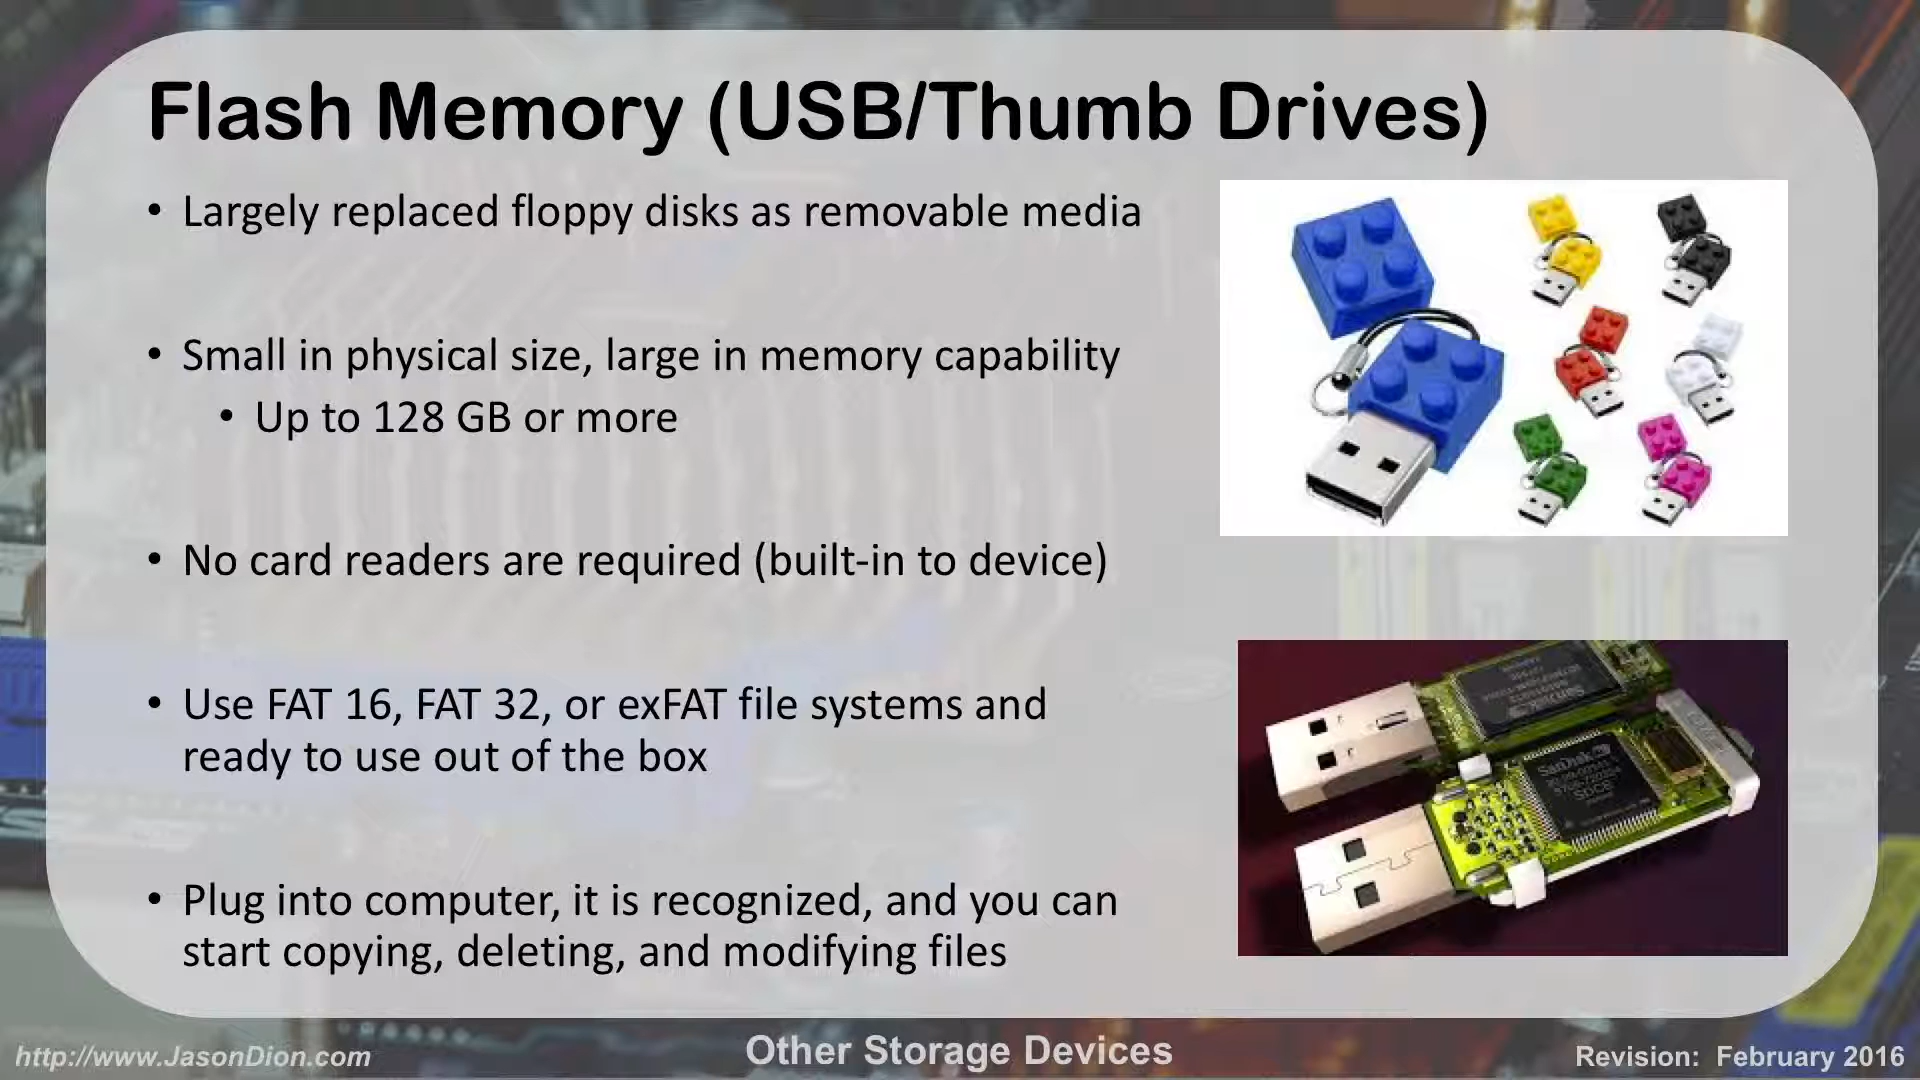 Flash Memory (USB/Thumb Drives)
• Largely replaced floppy disks as removable media
• Small in physical size, large in memory capability
• Up to 128 GB or more
• No card readers are required (built-in to device)
• Use FAT 16, FAT 32, or exFAT file systems and
ready to use out of the box
• Plug into computer, it is recognized, and you can
start copying, deleting, and modifying files
SanDisk
SDCE
http://www.JasonDion.com
Other Storage Devices
Revision: February 2016